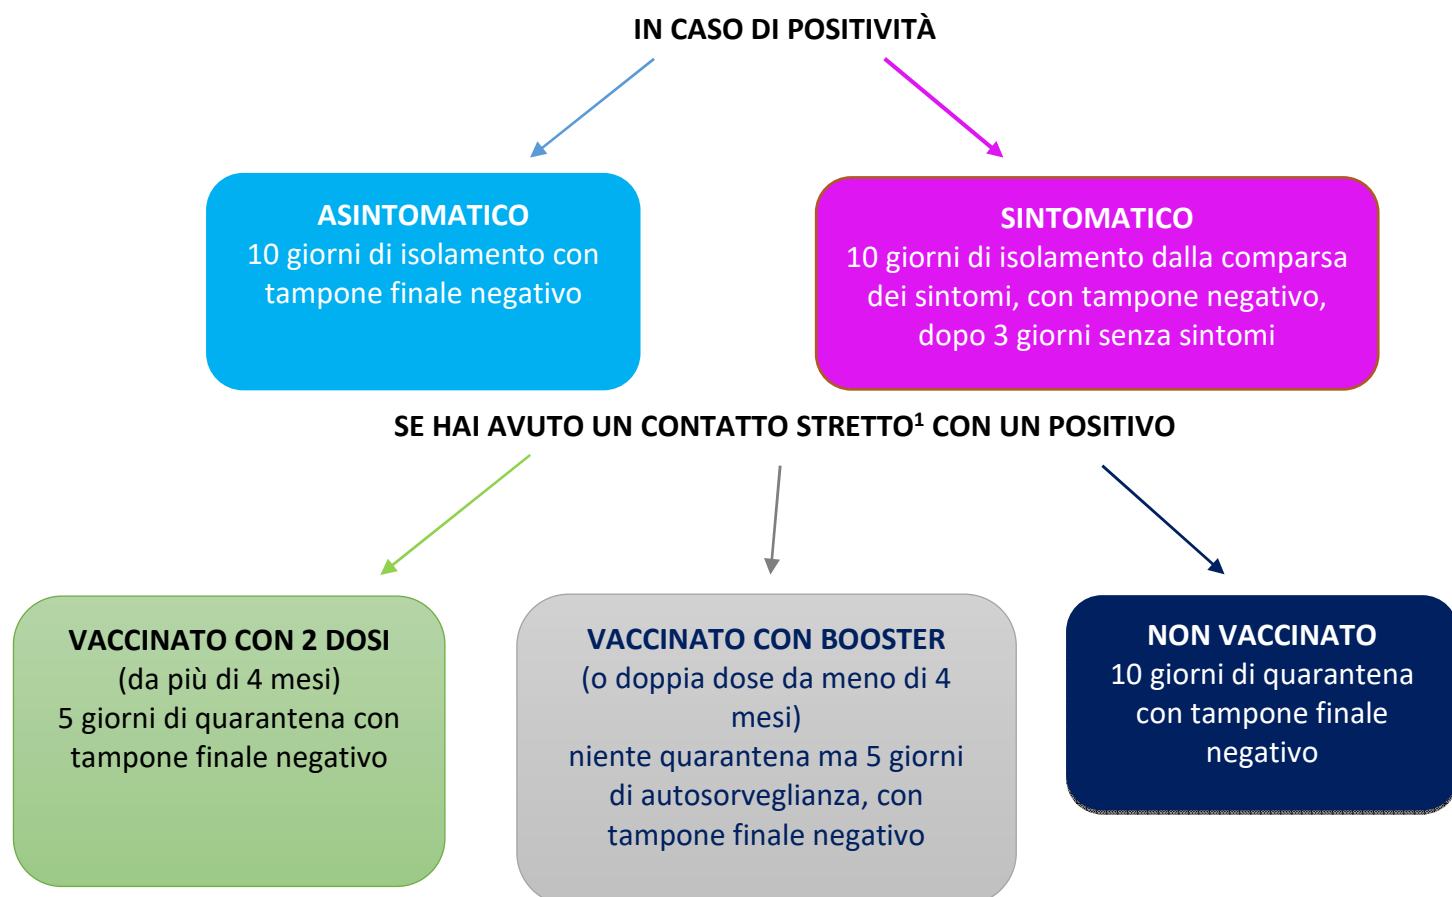 IN CASO DI POSITIVITÀ
ASINTOMATICO
10 giorni di isolamento con
tampone finale negativo
SINTOMATICO
10 giorni di isolamento dalla comparsa
dei sintomi, con tampone negativo,
dopo 3 giorni senza sintomi
SE HAI AVUTO UN CONTATTO STRETTO¹ CON UN POSITIVO
VACCINATO CON 2 DOSI
(da più di 4 mesi)
5 giorni di quarantena con
tampone finale negativo
VACCINATO CON BOOSTER
(o doppia dose da meno di 4
mesi)
niente quarantena ma 5 giorni
di autosorveglianza, con
tampone finale negativo
NON VACCINATO
10 giorni di quarantena
con tampone finale
negativo